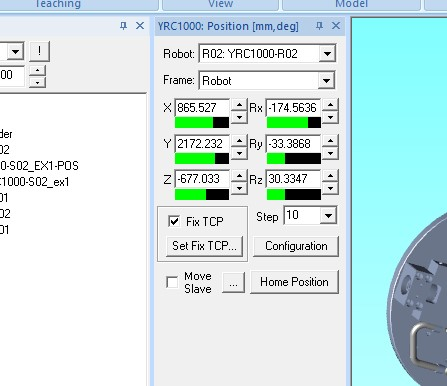 Teaching
View
Model
YRC1000: Position [mm,deg]
!
00
Robot: R02: YRC1000-R02
Frame: Robot
X 865.527 Rx -174.5636
Y 2172.232 Ry -33.3868
Z -677.033 Rz 30.3347
der
02
0-S02_EX1-POS
C1000-S02_ex1
01
02
01
Fix TCP
Step 10
Set Fix TCP...
Configuration
Move
Slave
...
Home Position